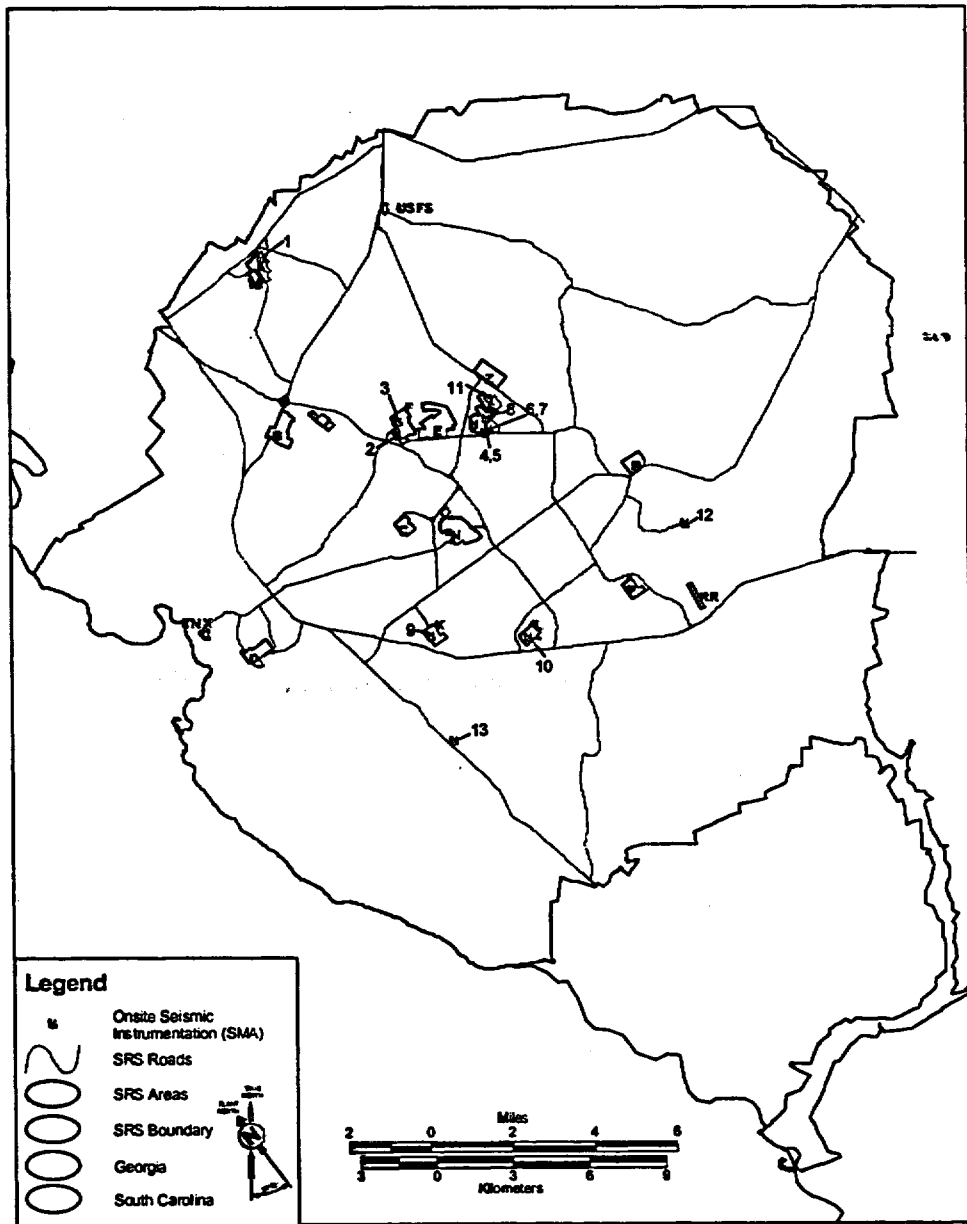 1
USFS
11
Z
3
F
8
6,7
E
2
4,5
12
RR
TNX
9
K
10
13
Legend
Onsite Seismic
Instrumentation (SMA)
SRS Roads
SRS Areas
SRS Boundary
Georgia
South Carolina
Miles
2 0 2 4 6
3 0 3 6 9
Kilometers